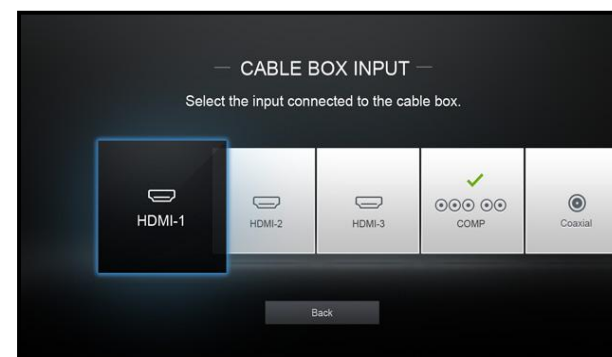 CABLE BOX INPUT
Select the input connected to the cable box.
HDMI-1
HDMI-2
HDMI-3
COMP
Coaxial
Back